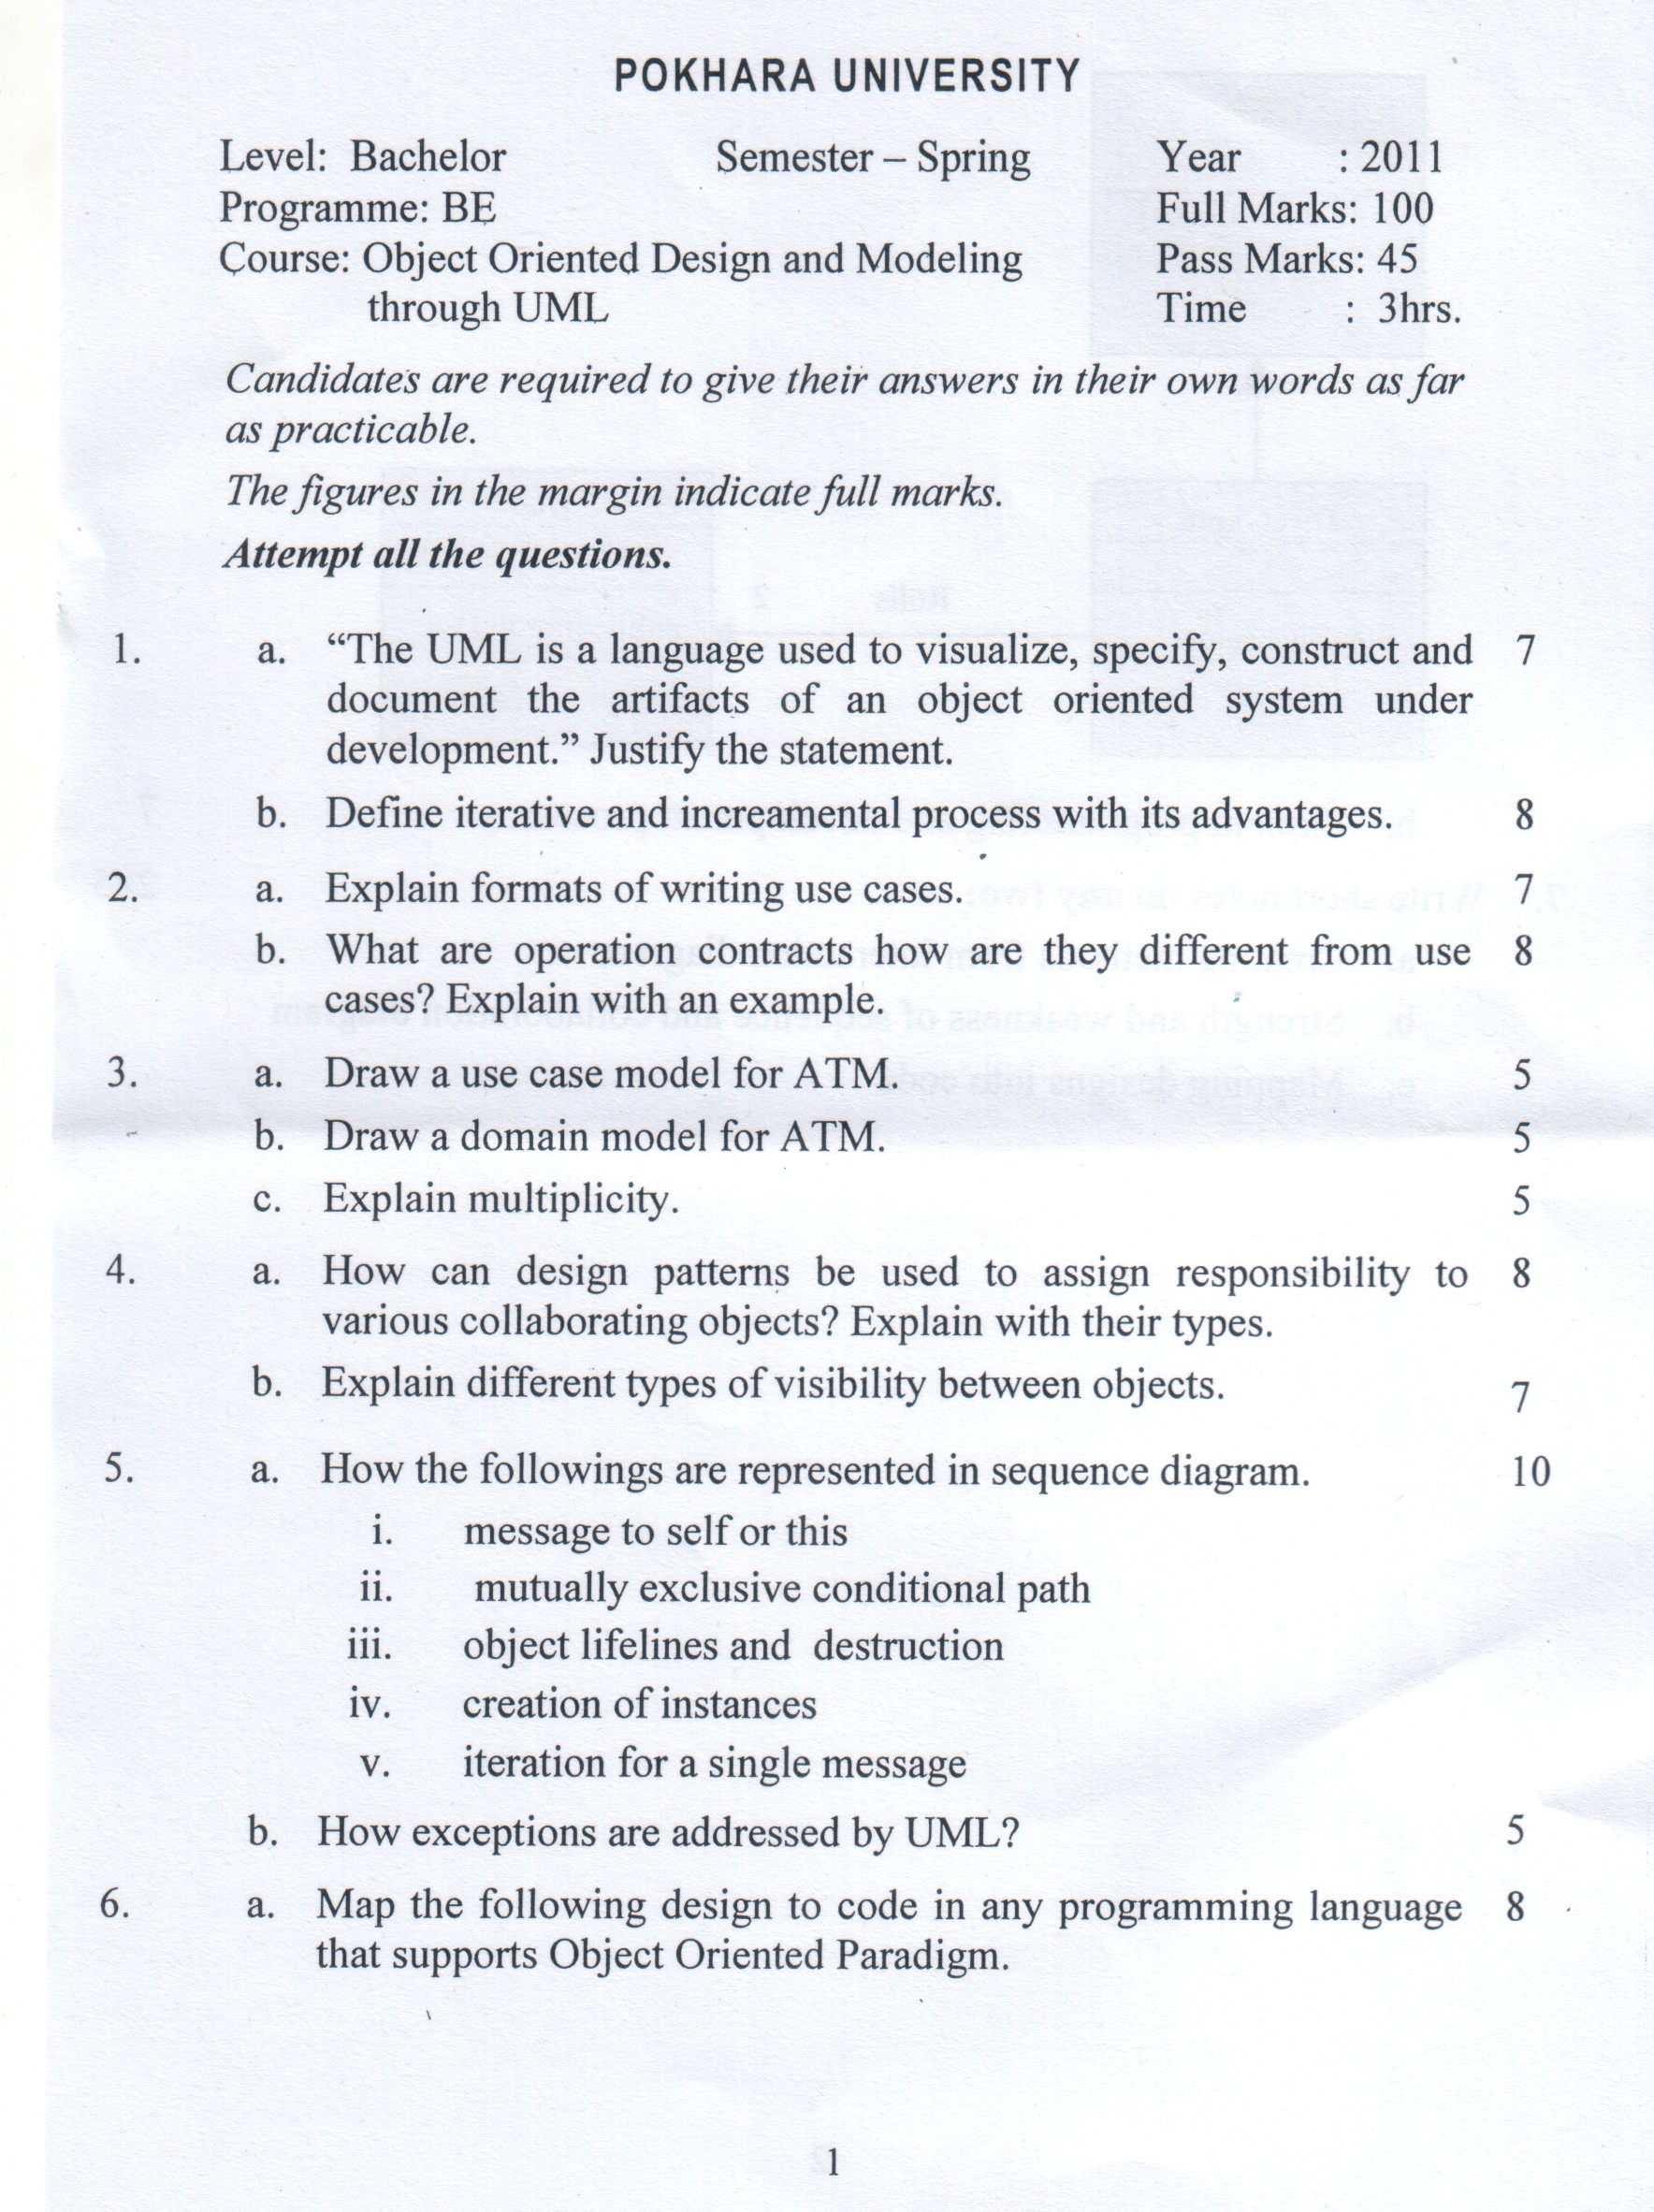 POKHARA UNIVERSITY
Level: Bachelor Semester – Spring Year : 2011
Programme: BE Full Marks: 100
Course: Object Oriented Design and Modeling Pass Marks: 45
through UML Time : 3hrs.
Candidates are required to give their answers in their own words as far
as practicable.
The figures in the margin indicate full marks.
Attempt all the questions.
1. a. “The UML is a language used to visualize, specify, construct and 7
document the artifacts of an object oriented system under
development.” Justify the statement.
b. Define iterative and increamental process with its advantages. 8
2. a. Explain formats of writing use cases. 7
b. What are operation contracts how are they different from use 8
cases? Explain with an example.
3. a. Draw a use case model for ATM. 5
b. Draw a domain model for ATM. 5
c. Explain multiplicity. 5
4. a. How can design patterns be used to assign responsibility to 8
various collaborating objects? Explain with their types.
b. Explain different types of visibility between objects. 7
5. a. How the followings are represented in sequence diagram. 10
i. message to self or this
ii. mutually exclusive conditional path
iii. object lifelines and destruction
iv. creation of instances
v. iteration for a single message
b. How exceptions are addressed by UML? 5
6. a. Map the following design to code in any programming language 8
that supports Object Oriented Paradigm.
1